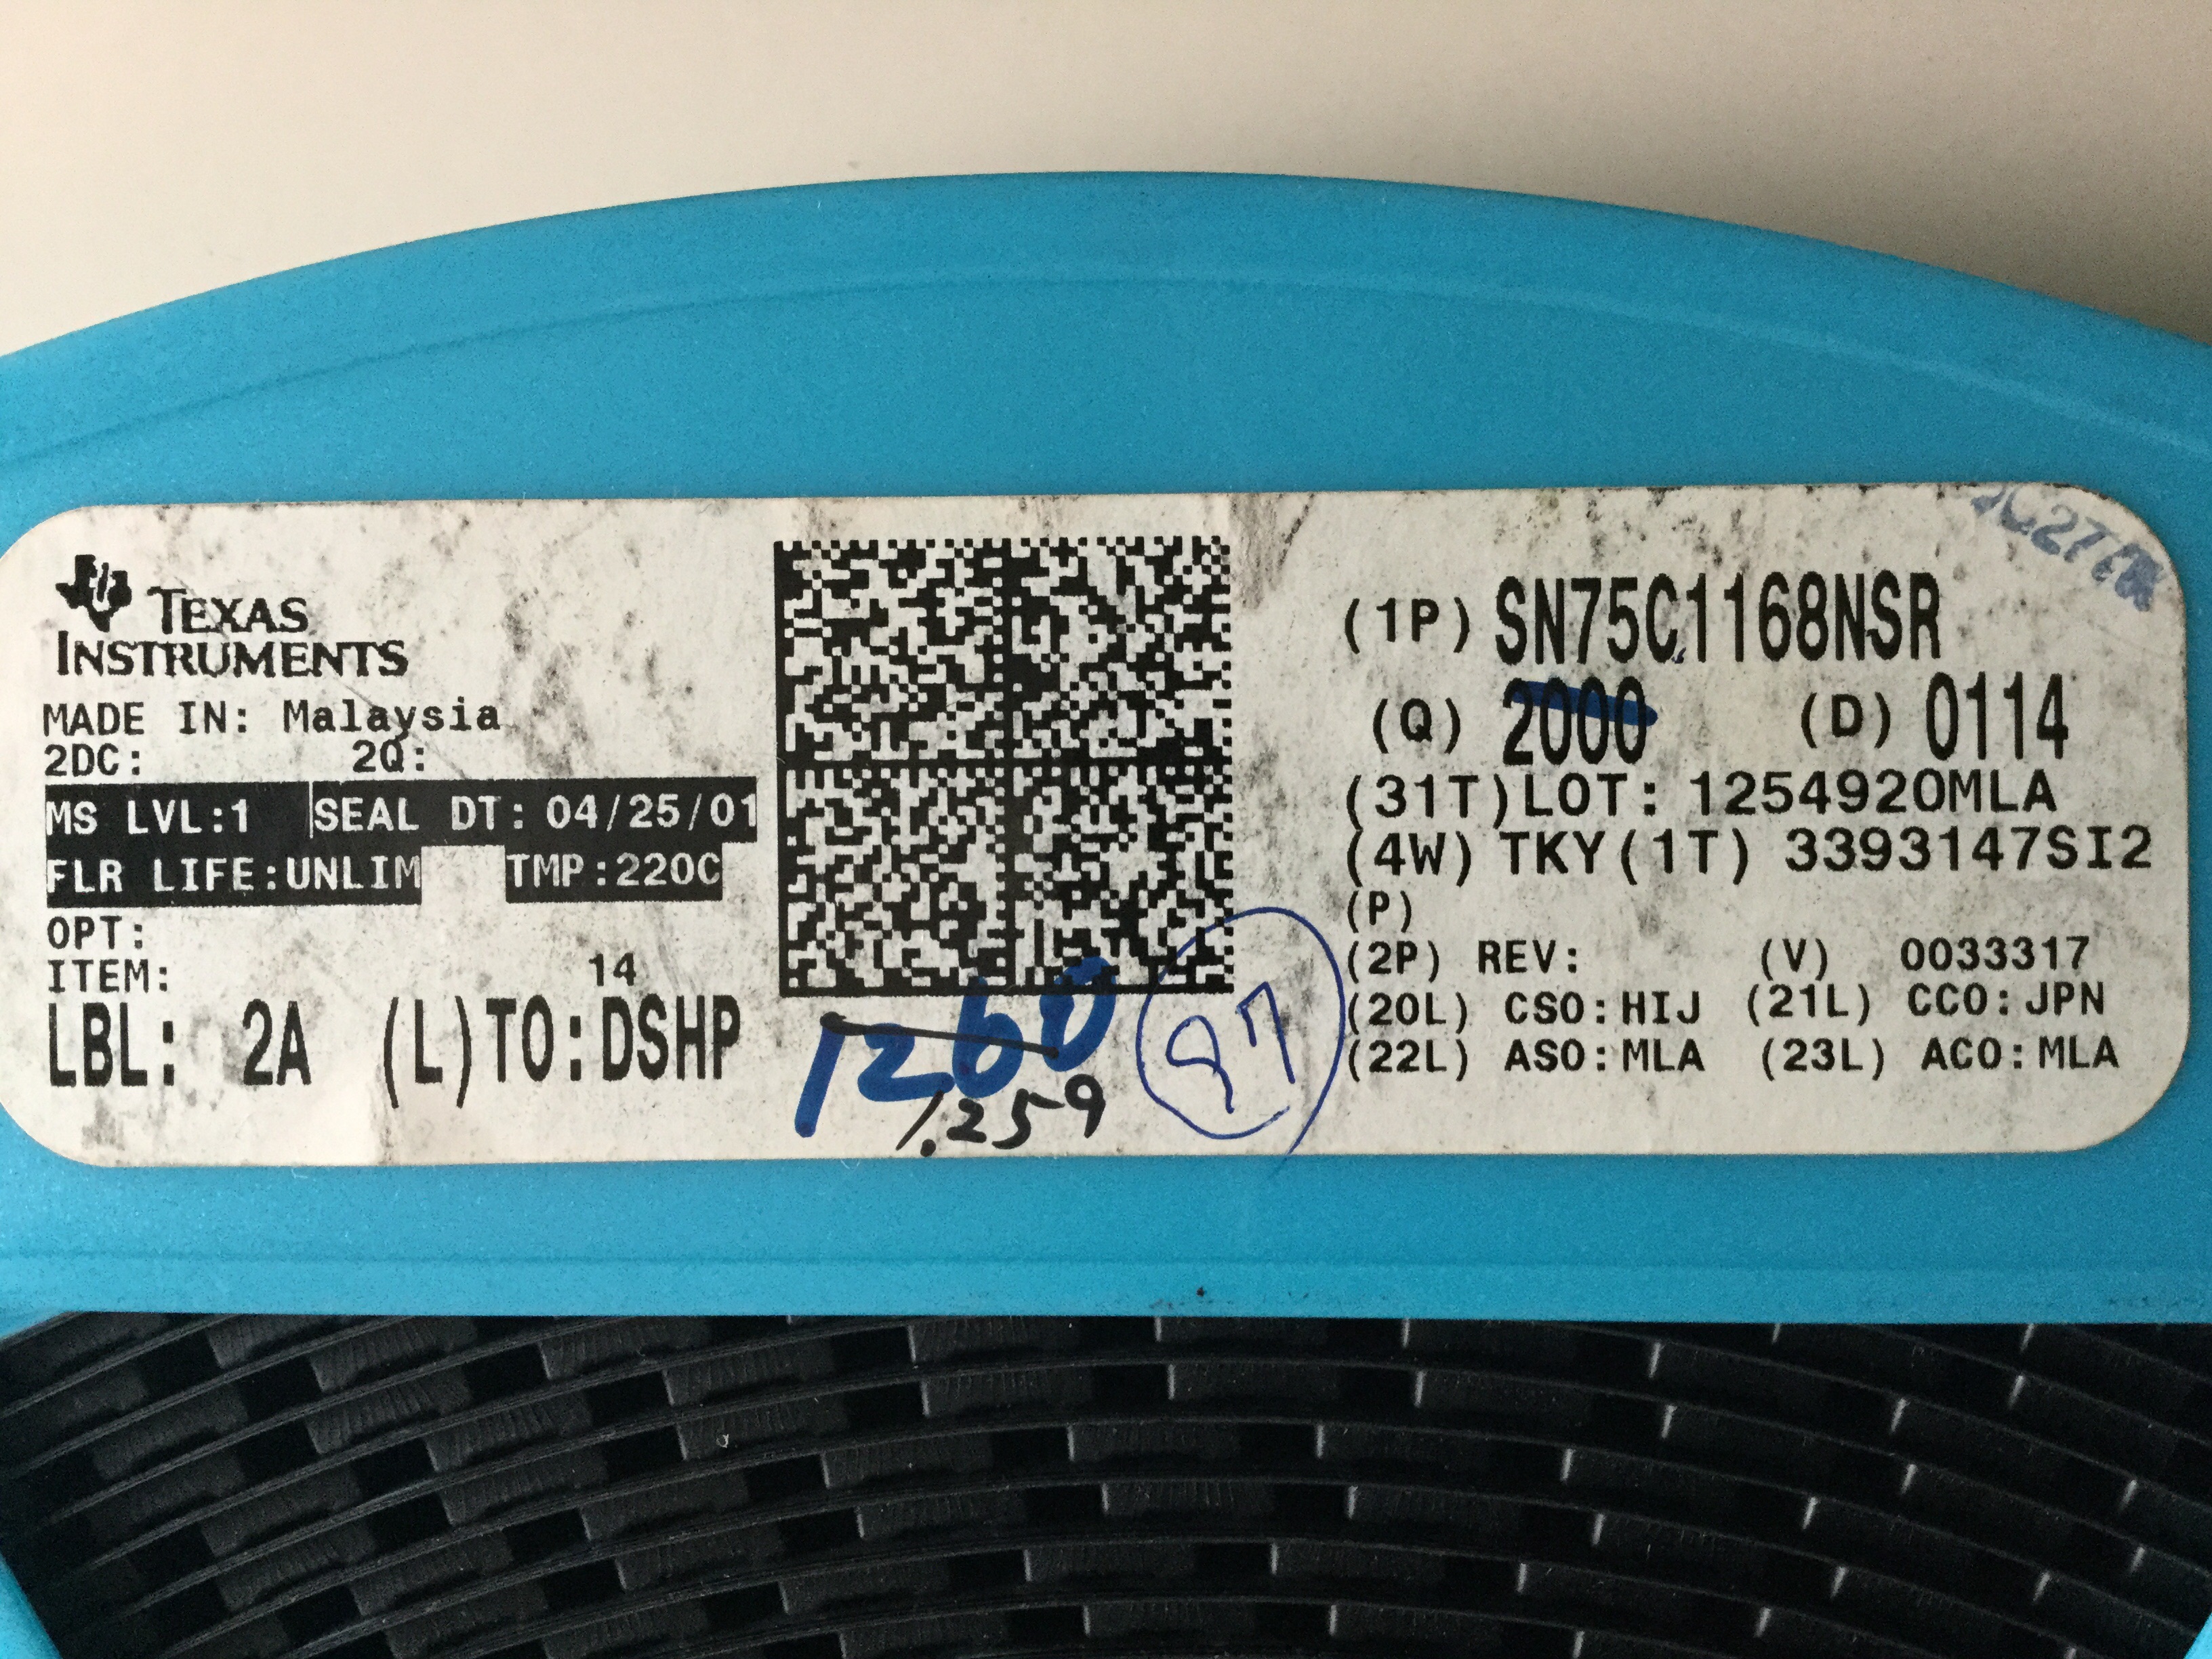 TEXAS
INSTRUMENTS
MADE IN: Malaysia
2DC: 2Q:
MS LVL:1 SEAL DT: 04/25/01
FLR LIFE:UNLIM TMP:220C
OPT:
ITEM:
14
LBL: 2A (L)TO:DSHP
1260
1.259
97
(1P) SN75C1168NSR
(Q) 2000 (D) 0114
(31T)LOT: 1254920MLA
(4W) TKY(1T) 3393147SI2
(P)
(2P) REV: (V) 0033317
(20L) CSO:HIJ (21L) CCO:JPN
(22L) ASO:MLA (23L) ACO:MLA